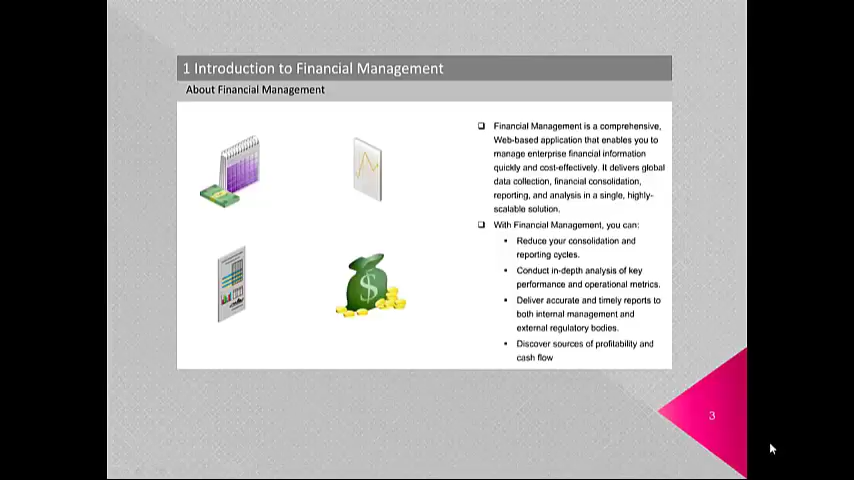 1 Introduction to Financial Management
About Financial Management
❑ Financial Management is a comprehensive,
Web-based application that enables you to
manage enterprise financial information
quickly and cost-effectively. It delivers global
data collection, financial consolidation,
reporting, and analysis in a single, highly-
scalable solution.
❑ With Financial Management, you can:
• Reduce your consolidation and
reporting cycles.
• Conduct in-depth analysis of key
performance and operational metrics.
• Deliver accurate and timely reports to
both internal management and
external regulatory bodies.
• Discover sources of profitability and
cash flow
$
3